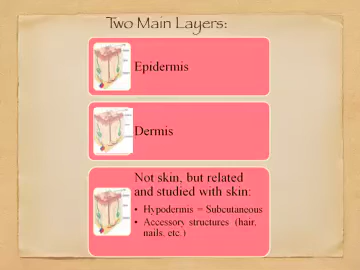 Two Main Layers:
Epidermis
Dermis
Not skin, but related
and studied with skin:
• Hypodermis = Subcutaneous
• Accessory structures (hair,
nails, etc.)